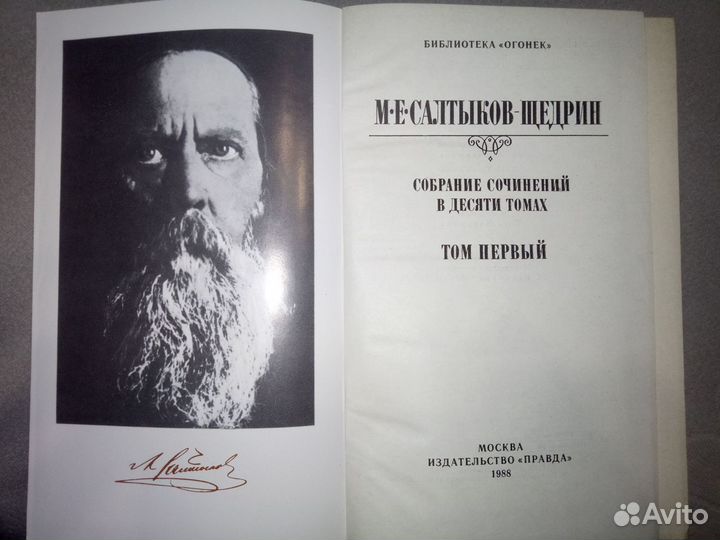 БИБЛИОТЕКА «ОГОНЕК»
М·Е·САЛТЫКОВ-ЩЕДРИН
СОБРАНИЕ СОЧИНЕНИЙ
В ДЕСЯТИ ТОМАХ
ТОМ ПЕРВЫЙ
МОСКВА
ИЗДАТЕЛЬСТВО «ПРАВДА»
1988
Avito